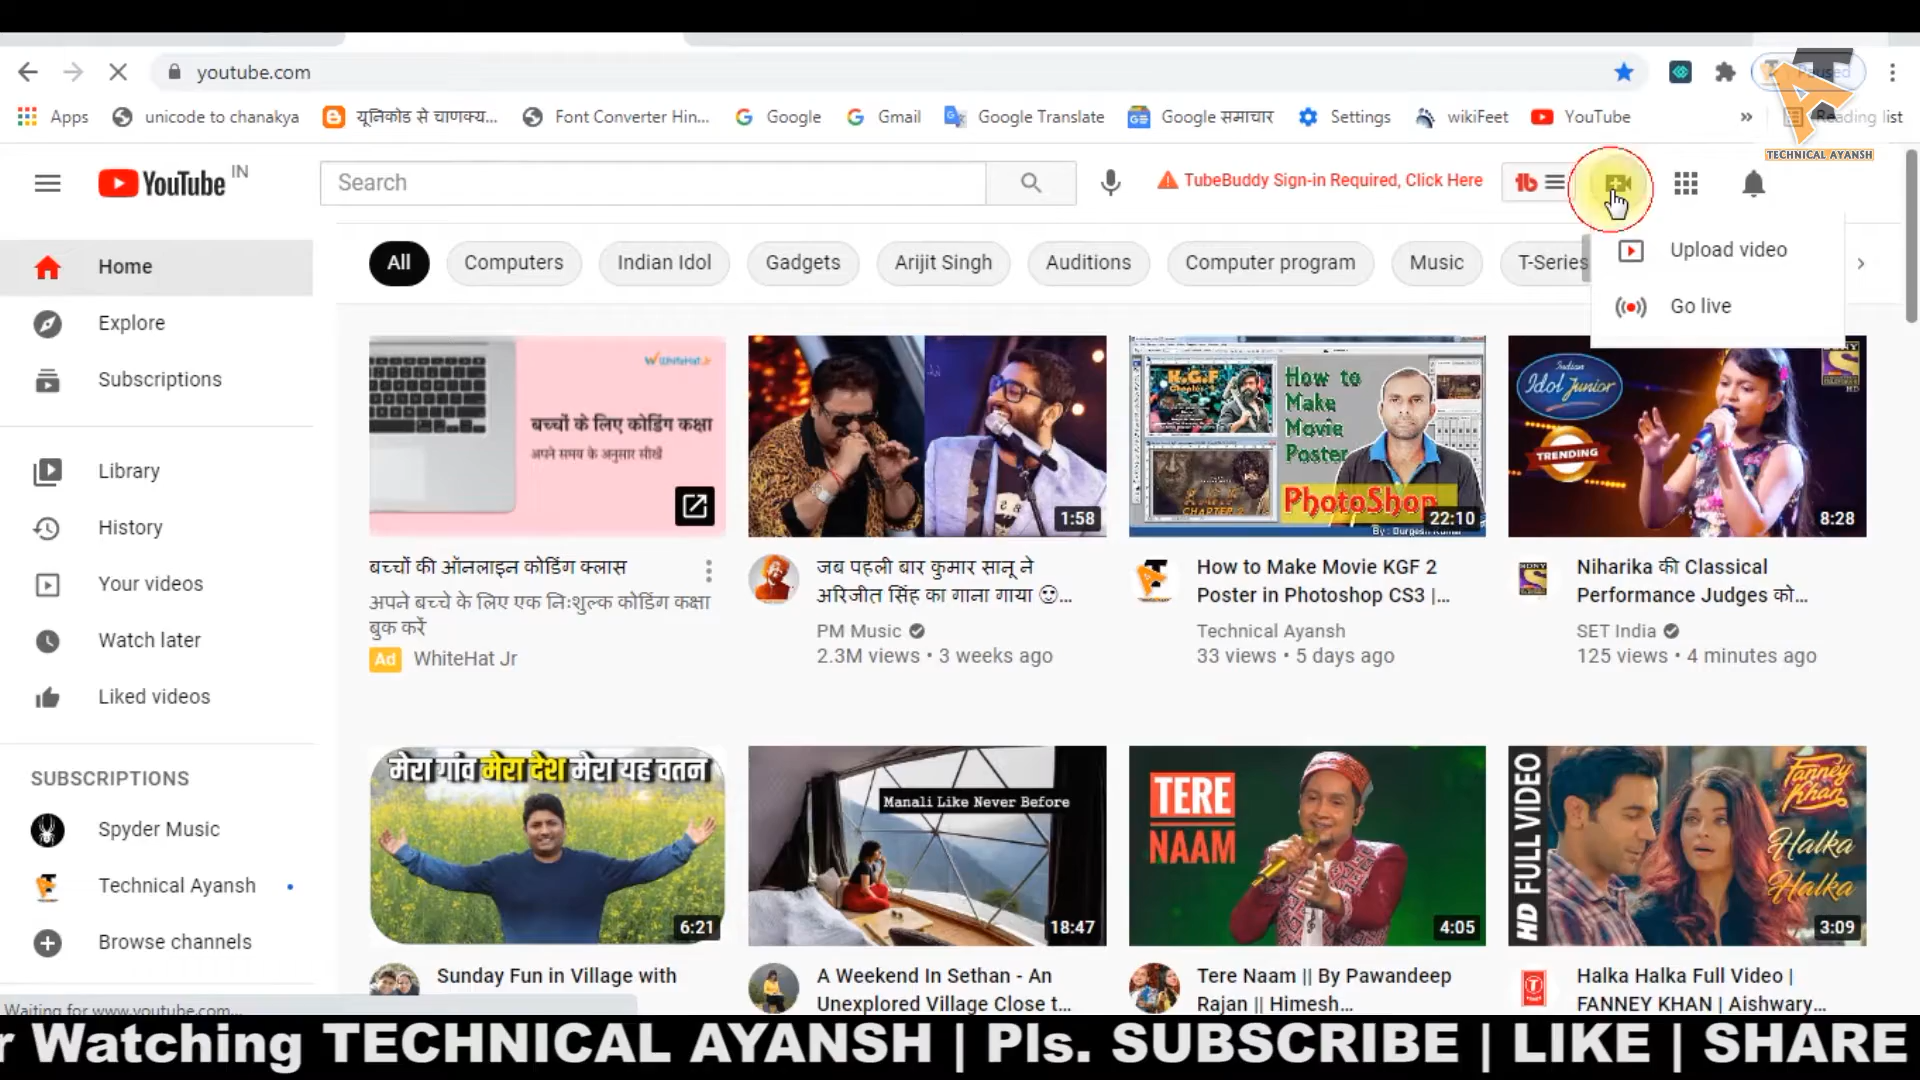 youtube.com
Paused
Apps
unicode to chanakya
यूनिकोड से चाणक्य...
Font Converter Hin...
Google
Gmail
Google Translate
Google समाचार
Settings
wikiFeet
YouTube
»
Reading list
TECHNICAL AYANSH
YouTube IN
Search
TubeBuddy Sign-in Required, Click Here
Upload video
Go live
Home
Explore
Subscriptions
Library
History
Your videos
Watch later
Liked videos
SUBSCRIPTIONS
Spyder Music
Technical Ayansh
Browse channels
All
Computers
Indian Idol
Gadgets
Arijit Singh
Auditions
Computer program
Music
T-Series
WhiteHat Jr
बच्चों के लिए कोडिंग कक्षा
अपने समय के अनुसार सीखें
बच्चों की ऑनलाइन कोडिंग क्लास
अपने बच्चे के लिए एक निःशुल्क कोडिंग कक्षा
बुक करें
Ad WhiteHat Jr
1:58
जब पहली बार कुमार सानू ने
अरिजीत सिंह का गाना गाया 🙂...
PM Music
2.3M views • 3 weeks ago
K.G.F
CHAPTER 2
How to
Make
Movie
Poster
PhotoShop
By : Durgesh Kumar
22:10
How to Make Movie KGF 2
Poster in Photoshop CS3 |...
Technical Ayansh
33 views • 5 days ago
Indian
Idol Junior
TRENDING
SONY
HD
8:28
Niharika की Classical
Performance Judges को...
SET India
125 views • 4 minutes ago
मेरा गांव मेरा देश मेरा यह वतन
6:21
Sunday Fun in Village with
Manali Like Never Before
18:47
A Weekend In Sethan - An
Unexplored Village Close t...
TERE
NAAM
4:05
Tere Naam || By Pawandeep
Rajan || Himesh...
HD FULL VIDEO
Fanney
Khan
Halka
Halka
3:09
Halka Halka Full Video |
FANNEY KHAN | Aishwary...
Waiting for www.youtube.com...
r Watching TECHNICAL AYANSH | Pls. SUBSCRIBE | LIKE | SHARE